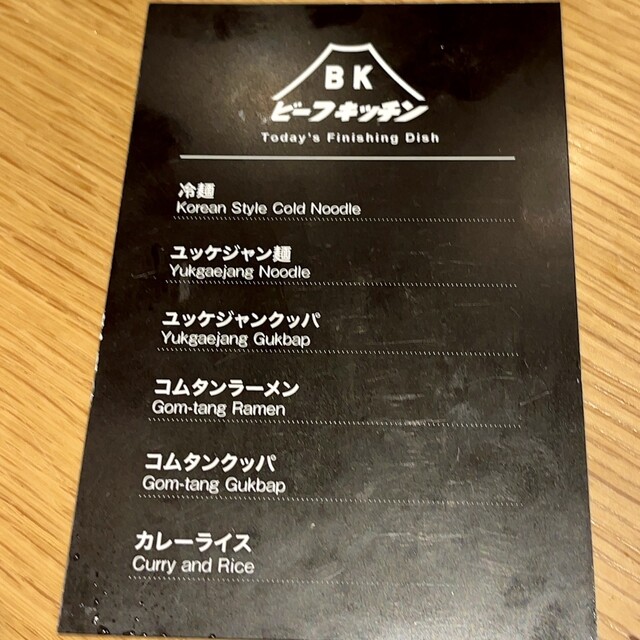 BK
ビーフキッチン
Today's Finishing Dish
冷麺
Korean Style Cold Noodle
ユッケジャン麺
Yukgaejang Noodle
ユッケジャンクッパ
Yukgaejang Gukbap
コムタンラーメン
Gom-tang Ramen
コムタンクッパ
Gom-tang Gukbap
カレーライス
Curry and Rice